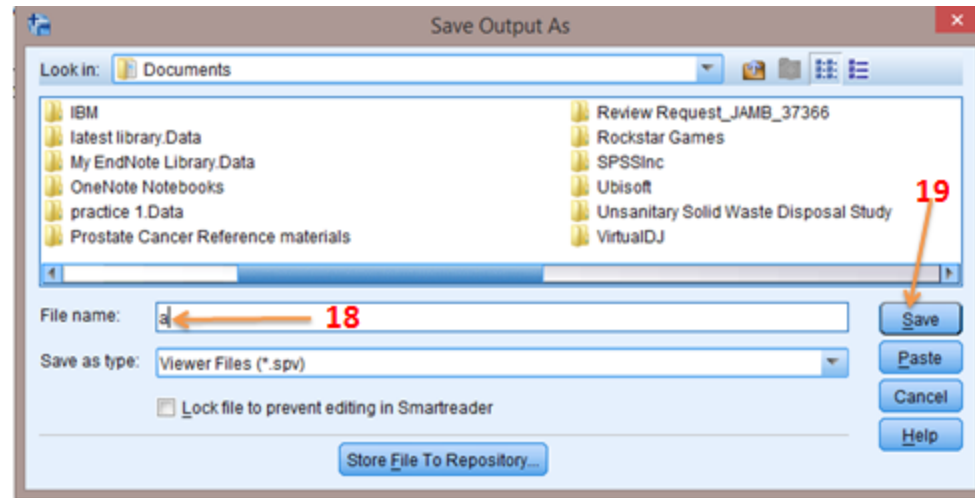 Save Output As
Look in: Documents
IBM
latest library.Data
My EndNote Library.Data
OneNote Notebooks
practice 1.Data
Prostate Cancer Reference materials
Review Request_JAMB_37366
Rockstar Games
SPSSInc
Ubisoft
Unsanitary Solid Waste Disposal Study
VirtualDJ
19
File name: a 18
Save
Save as type: Viewer Files (*.spv)
Paste
Lock file to prevent editing in Smartreader
Cancel
Help
Store File To Repository...